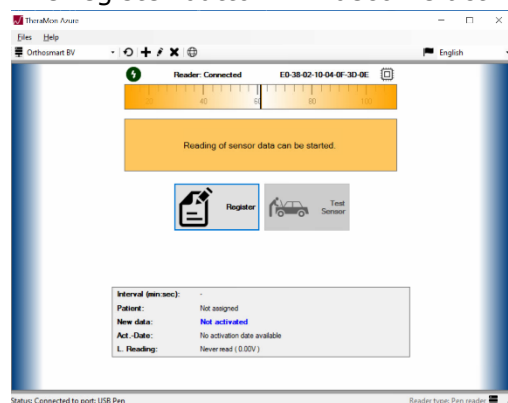 TheraMon Azure
Files Help
Orthosmart BV
English
Reader: Connected E0-38-02-10-04-0F-3D-0E
20 40 60 80 100
Reading of sensor data can be started.
Register
Test
Sensor
Interval (min:sec): -
Patient: Not assigned
New data: Not activated
Act.-Date: No activation date available
L. Reading: Never read ( 0.00V )
Status: Connected to port: USB Pen
Reader type: Pen reader